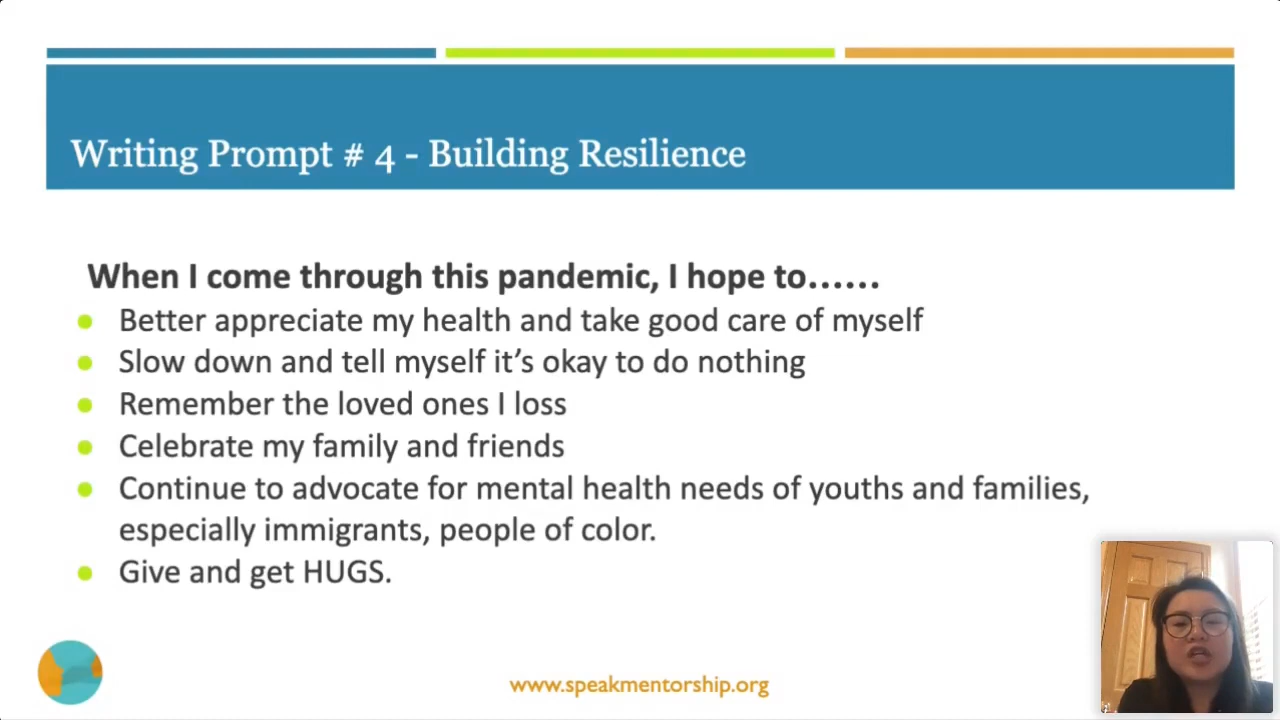 Writing Prompt # 4 - Building Resilience
When I come through this pandemic, I hope to......
Better appreciate my health and take good care of myself
Slow down and tell myself it's okay to do nothing
Remember the loved ones I loss
Celebrate my family and friends
Continue to advocate for mental health needs of youths and families,
especially immigrants, people of color.
Give and get HUGS.
www.speakmentorship.org